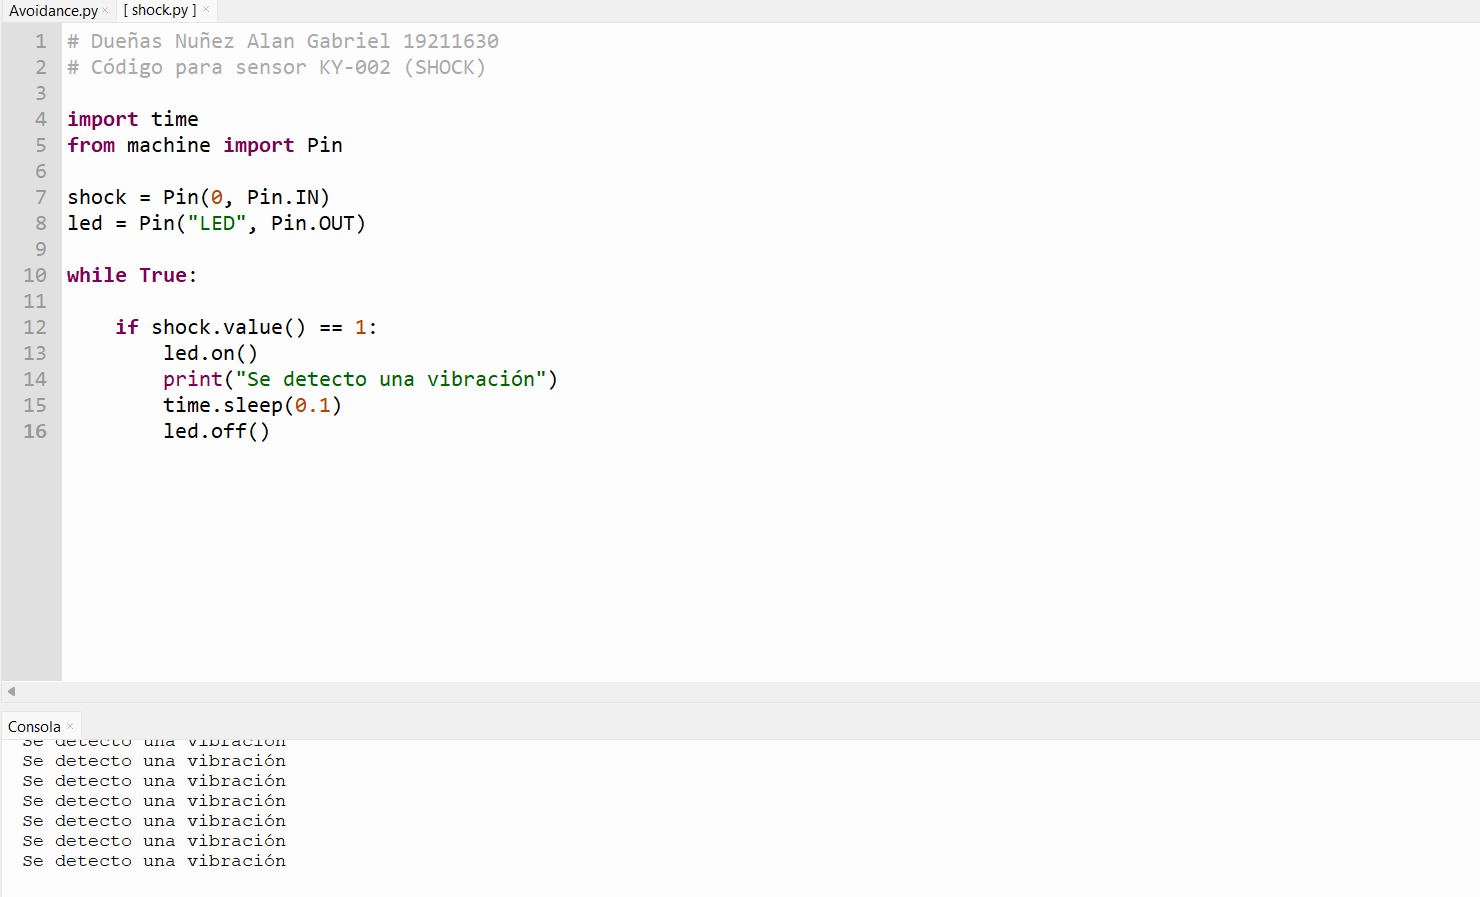 Avoidance.py × [ shock.py ] ×
1 # Dueñas Nuñez Alan Gabriel 19211630
2 # Código para sensor KY-002 (SHOCK)
3
4 import time
5 from machine import Pin
6
7 shock = Pin(0, Pin.IN)
8 led = Pin("LED", Pin.OUT)
9
10 while True:
11
12     if shock.value() == 1:
13         led.on()
14         print("Se detecto una vibración")
15         time.sleep(0.1)
16         led.off()
Consola ×
Se detecto una vibración
Se detecto una vibración
Se detecto una vibración
Se detecto una vibración
Se detecto una vibración
Se detecto una vibración
Se detecto una vibración